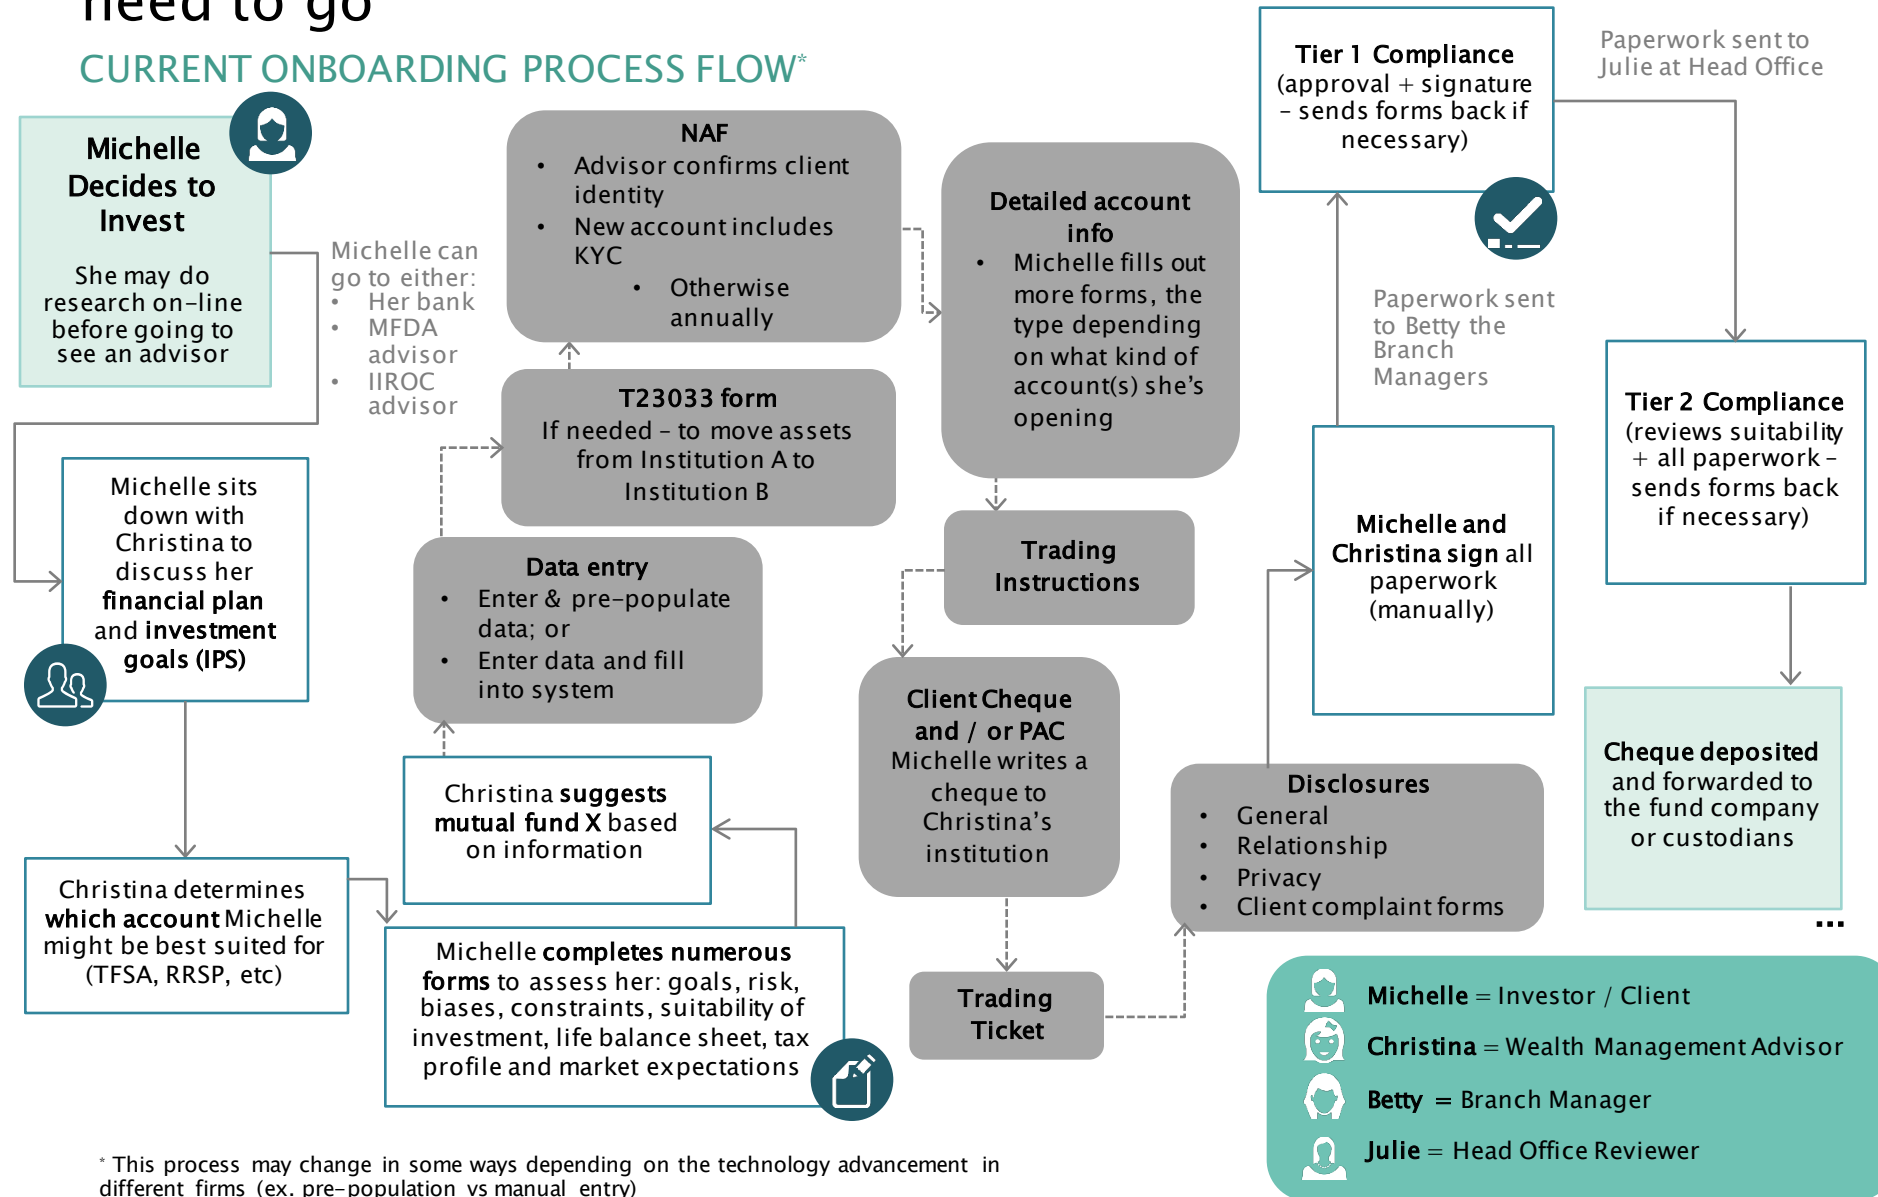 need to go
CURRENT ONBOARDING PROCESS FLOW*
Michelle
Decides to
Invest
She may do
research on-line
before going to
see an advisor
Michelle can
go to either:
• Her bank
• MFDA
advisor
• IIROC
advisor
Michelle sits
down with
Christina to
discuss her
financial plan
and investment
goals (IPS)
Christina determines
which account Michelle
might be best suited for
(TFSA, RRSP, etc)
Michelle completes numerous
forms to assess her: goals, risk,
biases, constraints, suitability of
investment, life balance sheet, tax
profile and market expectations
Christina suggests
mutual fund X based
on information
Data entry
• Enter & pre-populate
data; or
• Enter data and fill
into system
T23033 form
If needed – to move assets
from Institution A to
Institution B
NAF
• Advisor confirms client
identity
• New account includes
KYC
• Otherwise
annually
Detailed account
info
• Michelle fills out
more forms, the
type depending
on what kind of
account(s) she's
opening
Trading
Instructions
Client Cheque
and / or PAC
Michelle writes a
cheque to
Christina's
institution
Trading
Ticket
Disclosures
• General
• Relationship
• Privacy
• Client complaint forms
Michelle and
Christina sign all
paperwork
(manually)
Paperwork sent
to Betty the
Branch
Managers
Tier 1 Compliance
(approval + signature
– sends forms back if
necessary)
Paperwork sent to
Julie at Head Office
Tier 2 Compliance
(reviews suitability
+ all paperwork –
sends forms back
if necessary)
Cheque deposited
and forwarded to
the fund company
or custodians
...
Michelle = Investor / Client
Christina = Wealth Management Advisor
Betty = Branch Manager
Julie = Head Office Reviewer
* This process may change in some ways depending on the technology advancement in
different firms (ex. pre-population vs manual entry)